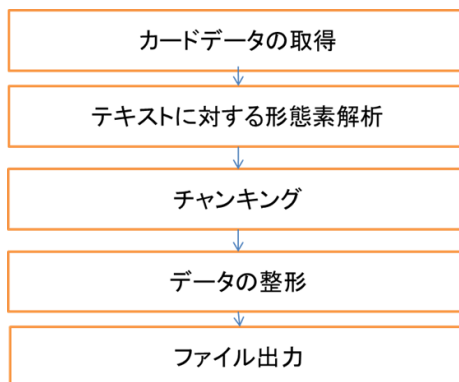 カードデータの取得
テキストに対する形態素解析
チャンキング
データの整形
ファイル出力